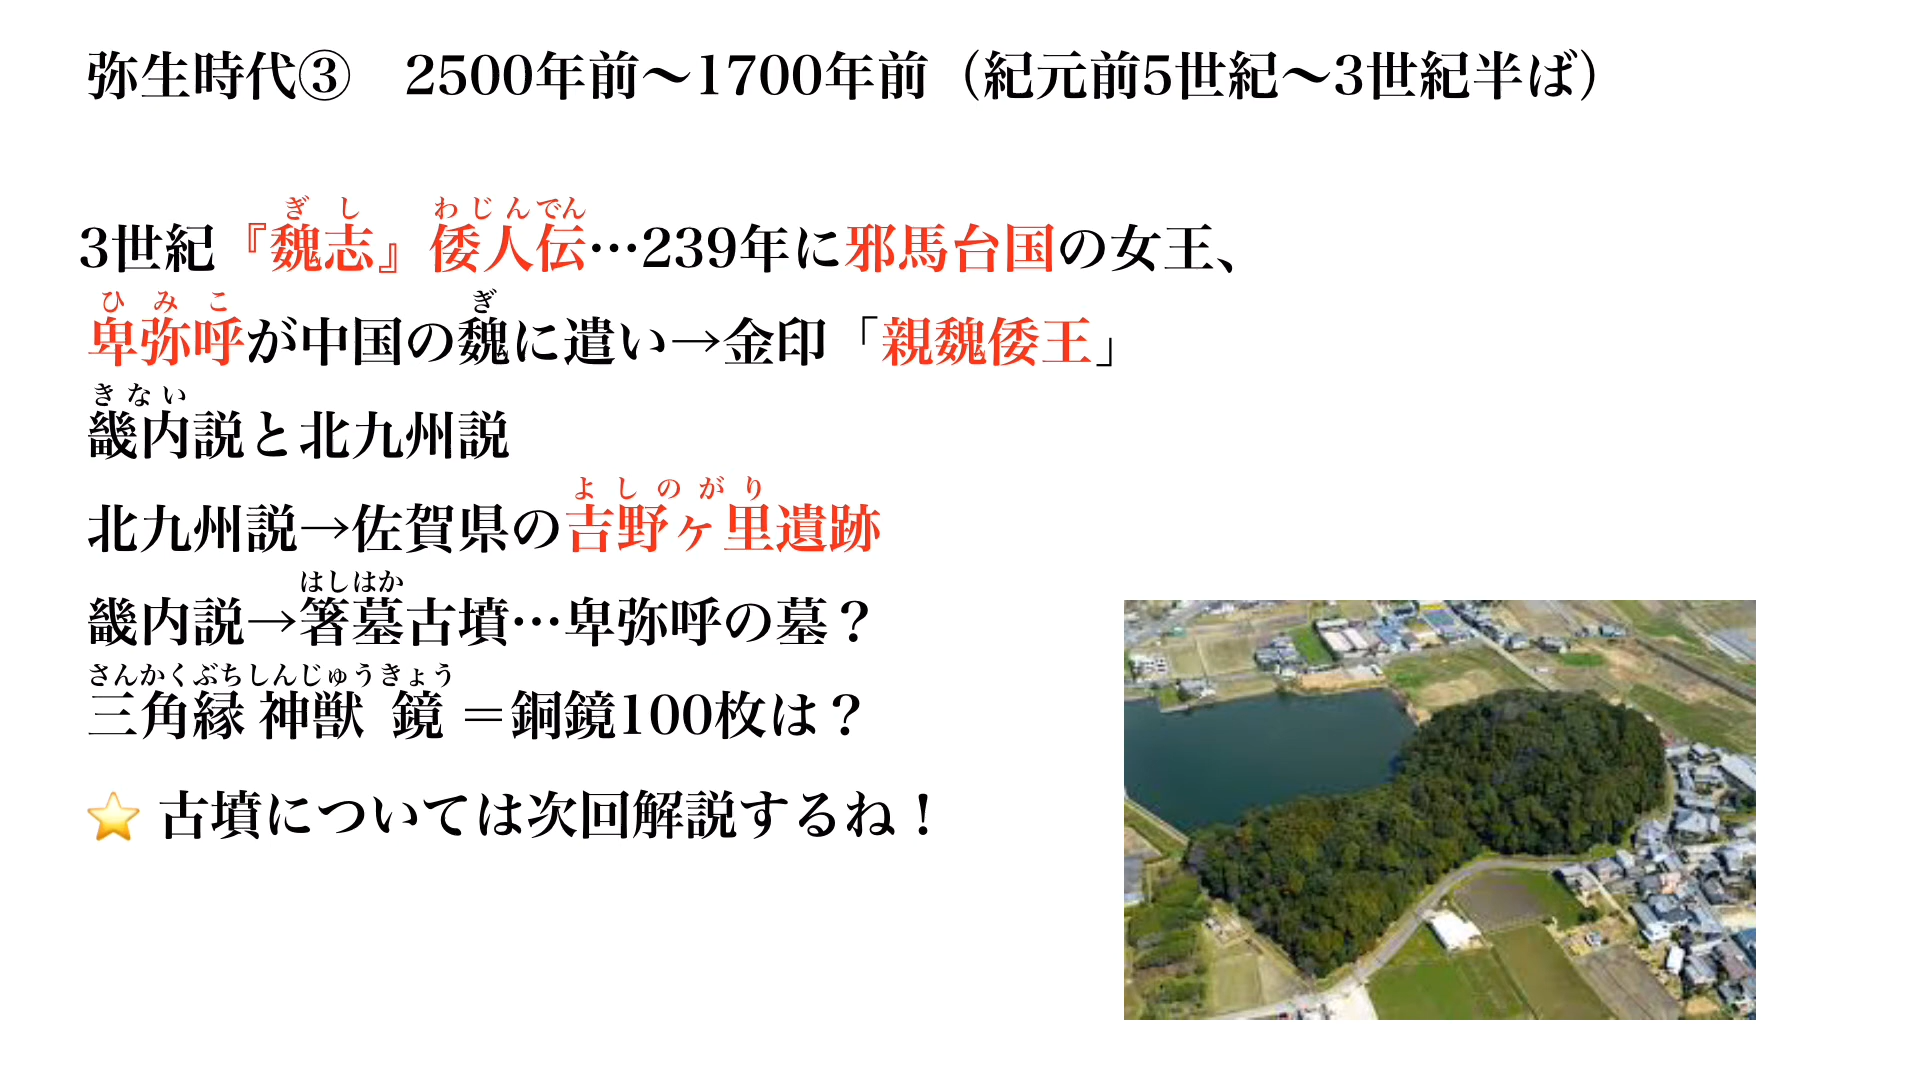 弥生時代③　2500年前〜1700年前（紀元前5世紀〜3世紀半ば）
ぎし わじんでん
3世紀『魏志』倭人伝…239年に邪馬台国の女王、
ひみこ ぎ
卑弥呼が中国の魏に遣い→金印「親魏倭王」
きない
畿内説と北九州説
よしのがり
北九州説→佐賀県の吉野ヶ里遺跡
はしはか
畿内説→箸墓古墳…卑弥呼の墓？
さんかくぶちしんじゅうきょう
三角縁神獣鏡＝銅鏡100枚は？
⭐ 古墳については次回解説するね！